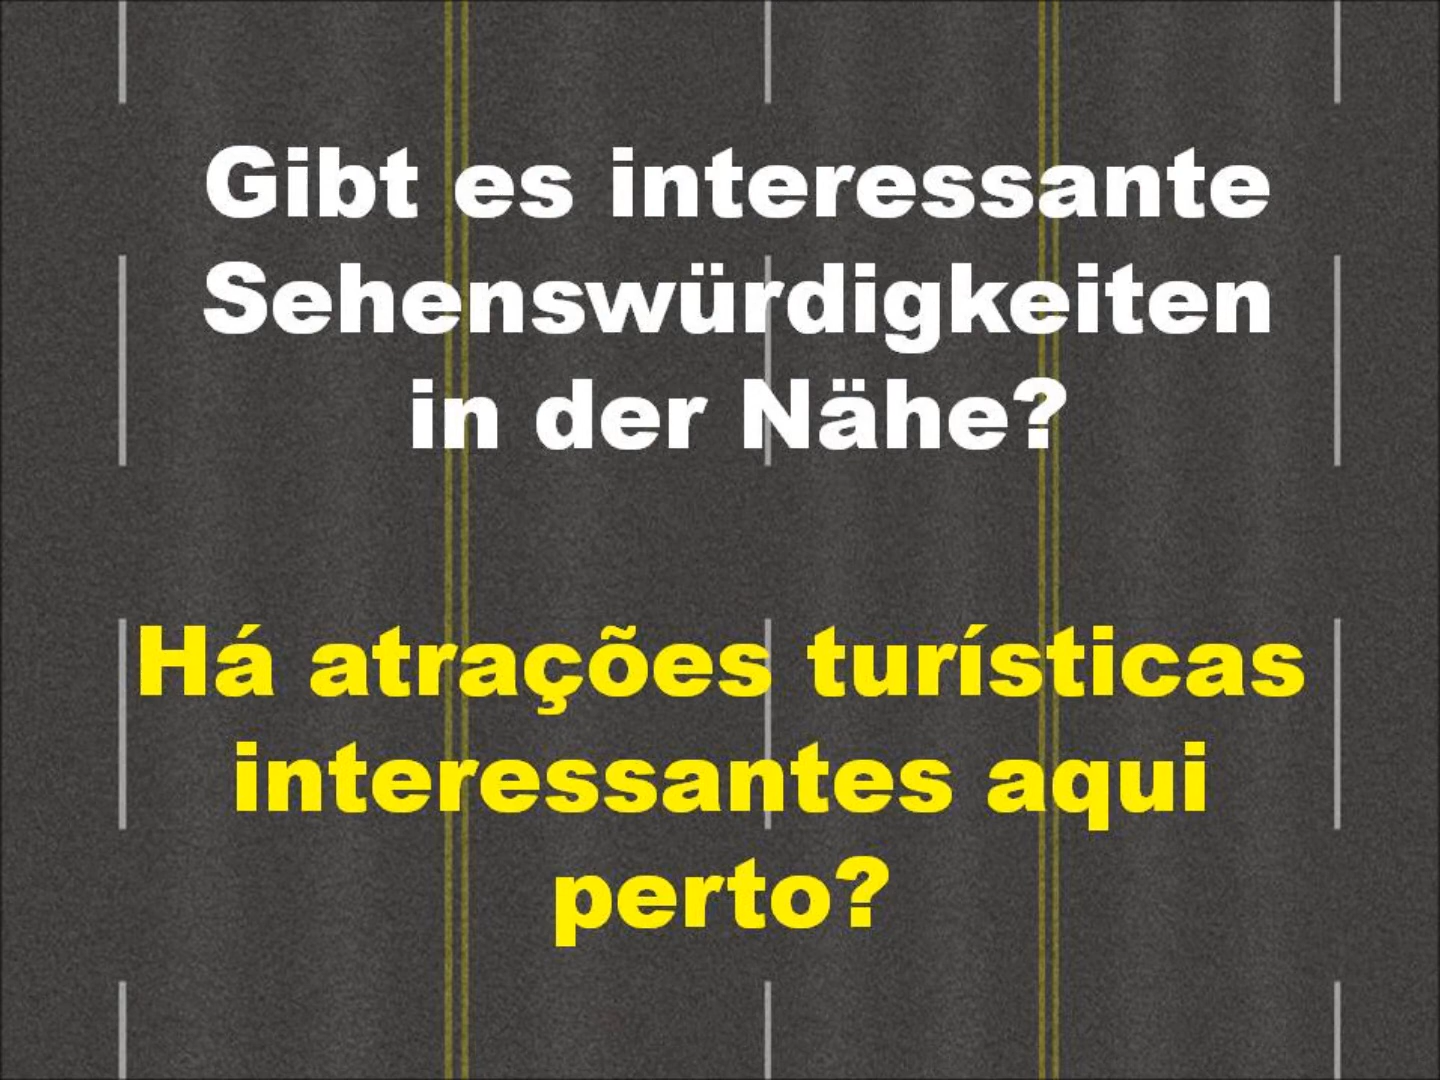 Gibt es interessante
Sehenswürdigkeiten
in der Nähe?
Há atrações turísticas
interessantes aqui
perto?